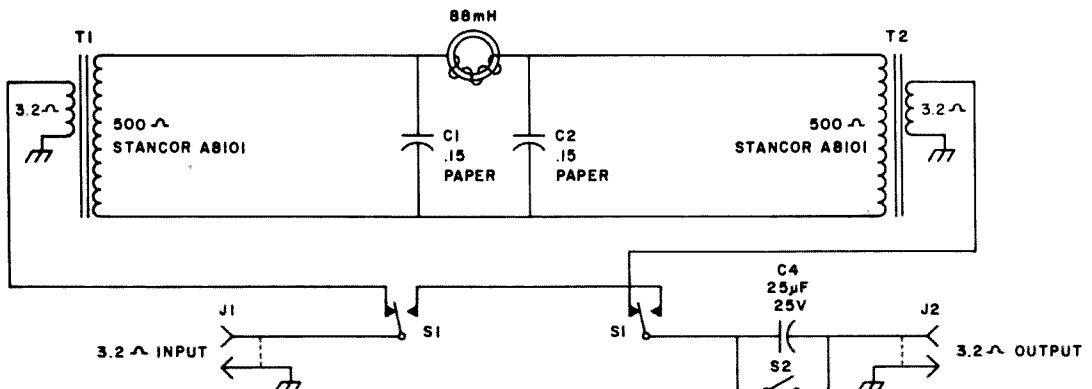 88mH
T1
T2
3.2Ω
500Ω
STANCOR A8101
C1
.15
PAPER
C2
.15
PAPER
500Ω
STANCOR A8101
3.2Ω
C4
25µF
25V
J1
S1
S1
J2
3.2Ω INPUT
S2
3.2Ω OUTPUT